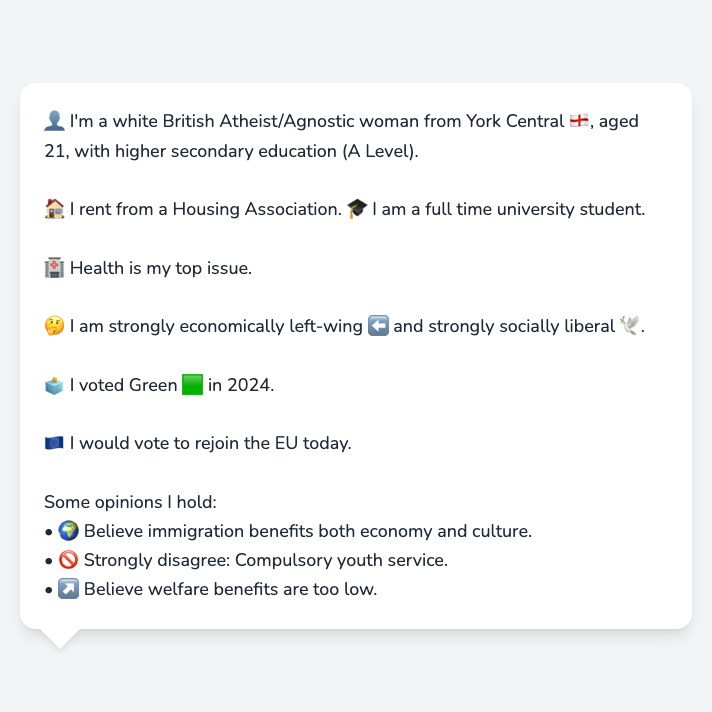 👤 I'm a white British Atheist/Agnostic woman from York Central 🏴󠁧󠁢󠁥󠁮󠁧󠁿, aged
21, with higher secondary education (A Level).
🏠 I rent from a Housing Association. 🎓 I am a full time university student.
🏥 Health is my top issue.
🤔 I am strongly economically left-wing ⬅️ and strongly socially liberal 🕊️.
🗳️ I voted Green 🟩 in 2024.
🇪🇺 I would vote to rejoin the EU today.
Some opinions I hold:
• 🌍 Believe immigration benefits both economy and culture.
• 🚫 Strongly disagree: Compulsory youth service.
• ↗️ Believe welfare benefits are too low.